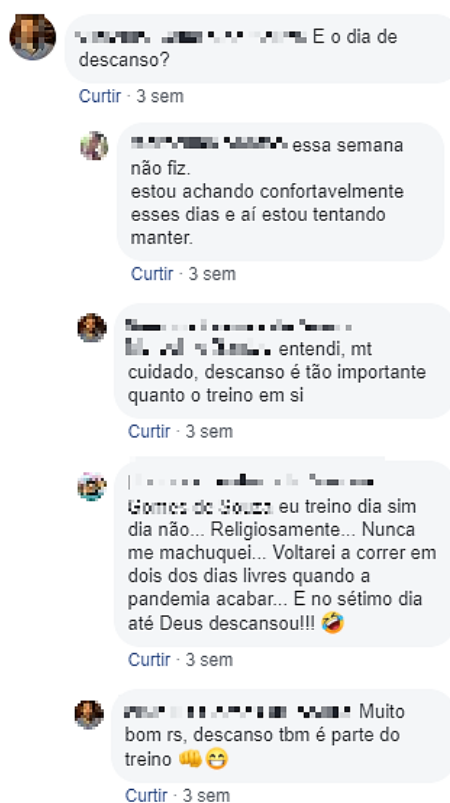 E o dia de
descanso?
Curtir · 3 sem
essa semana
não fiz.
estou achando confortavelmente
esses dias e aí estou tentando
manter.
Curtir · 3 sem
entendi, mt
cuidado, descanso é tão importante
quanto o treino em si
Curtir · 3 sem
Gomes de Souza eu treino dia sim
dia não... Religiosamente... Nunca
me machuquei... Voltarei a correr em
dois dos dias livres quando a
pandemia acabar... E no sétimo dia
até Deus descansou!!! 🤣
Curtir · 3 sem
Muito
bom rs, descanso tbm é parte do
treino 👊😁
Curtir · 3 sem